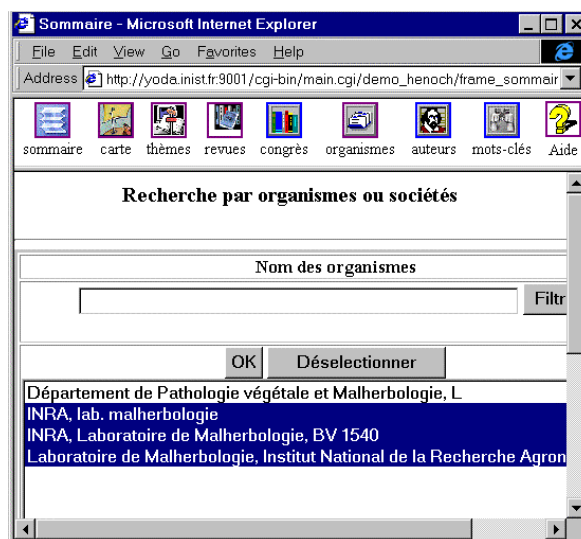 Sommaire - Microsoft Internet Explorer
File Edit View Go Favorites Help
Address http://yoda.inist.fr:9001/cgi-bin/main.cgi/demo_henoch/frame_sommair
sommaire carte thèmes revues congrès organismes auteurs mots-clés Aide
Recherche par organismes ou sociétés
Nom des organismes
Filtr
OK Déselectionner
Département de Pathologie végétale et Malherbologie, L
INRA, lab. malherbologie
INRA, Laboratoire de Malherbologie, BV 1540
Laboratoire de Malherbologie, Institut National de la Recherche Agron